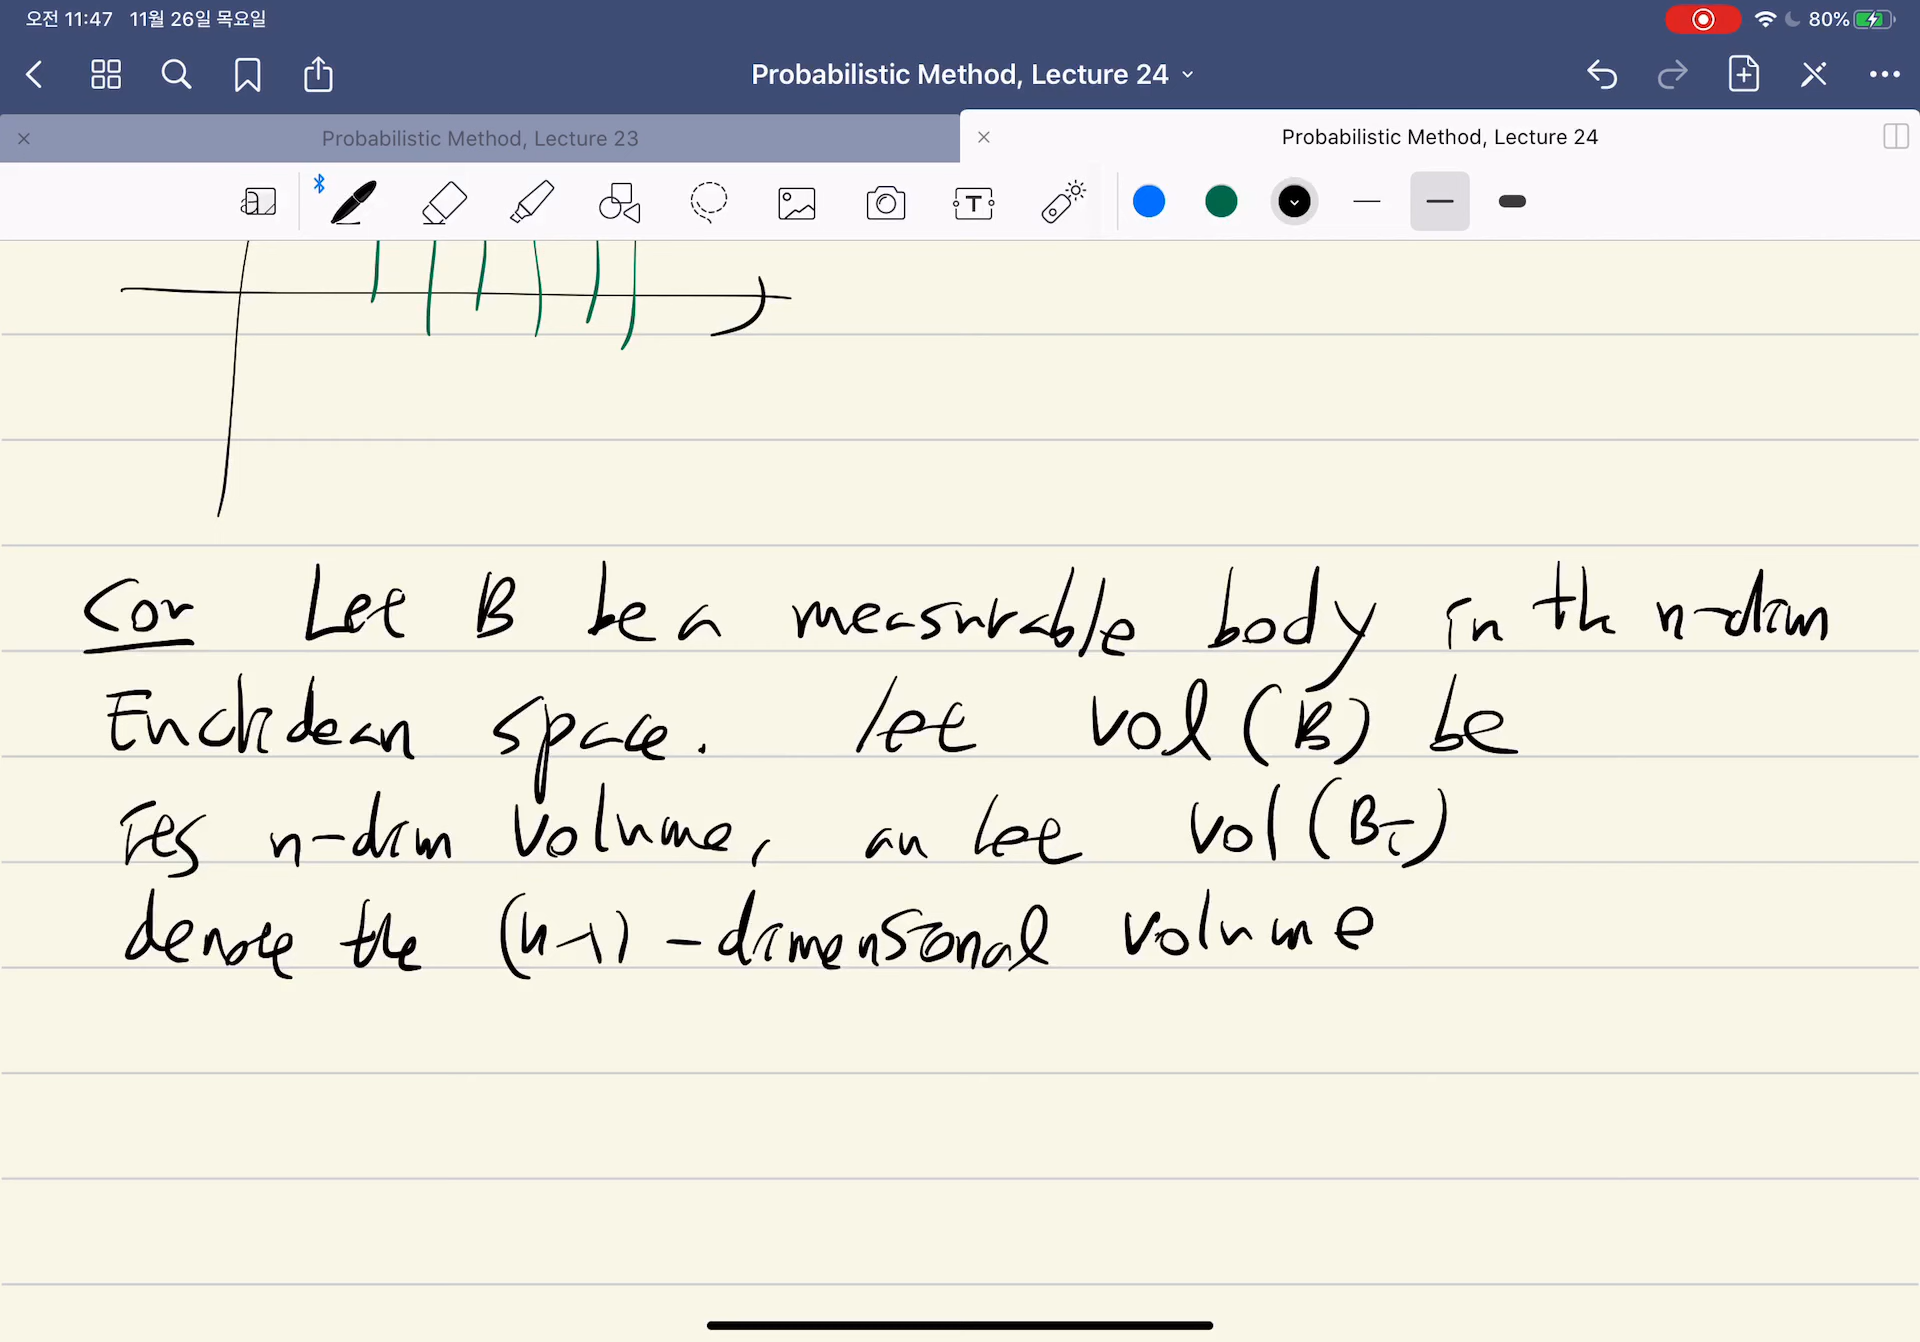 오전 11:47 11월 26일 목요일 80%
Probabilistic Method, Lecture 24
Probabilistic Method, Lecture 23
Probabilistic Method, Lecture 24
Cor Let B be a measurable body in the n-dim
Euclidean space. let vol(B) be
its n-dim volume, an let vol(Bi)
denote the (n-1)-dimensional volume